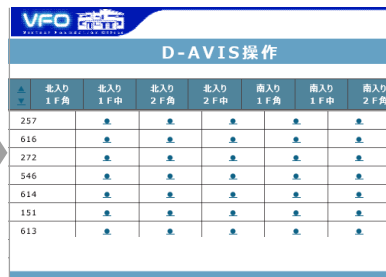 VFO
Virtual Foundation Office
D-AVIS操作
▲ 北入り 北入り 北入り 北入り 南入り 南入り 南入り
▼ 1F角 1F中 2F角 2F中 1F角 1F中 2F角
257 ● ● ● ● ● ●
616 ● ● ● ● ● ●
272 ● ● ● ● ● ●
546 ● ● ● ● ● ●
614 ● ● ● ● ● ●
151 ● ● ● ● ● ●
613 ● ● ● ● ● ●